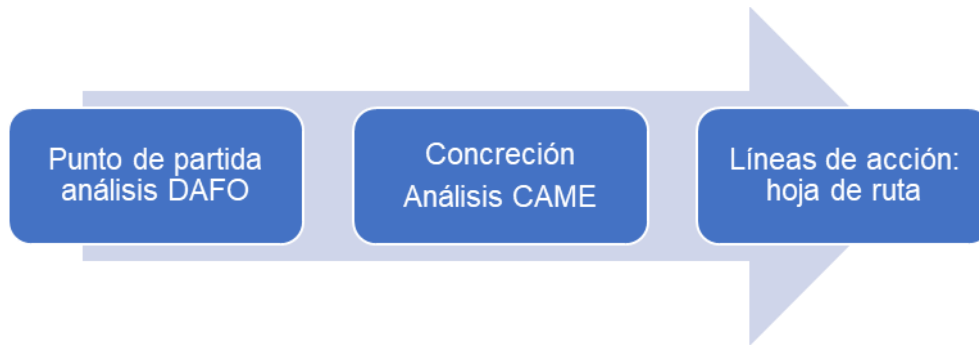 Punto de partida
análisis DAFO
Concreción
Análisis CAME
Líneas de acción:
hoja de ruta